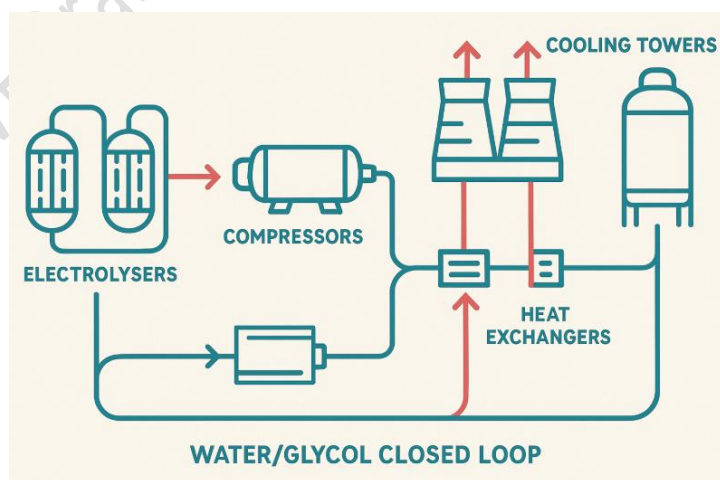 COOLING TOWERS
COMPRESSORS
ELECTROLYSERS
HEAT
EXCHANGERS
WATER/GLYCOL CLOSED LOOP